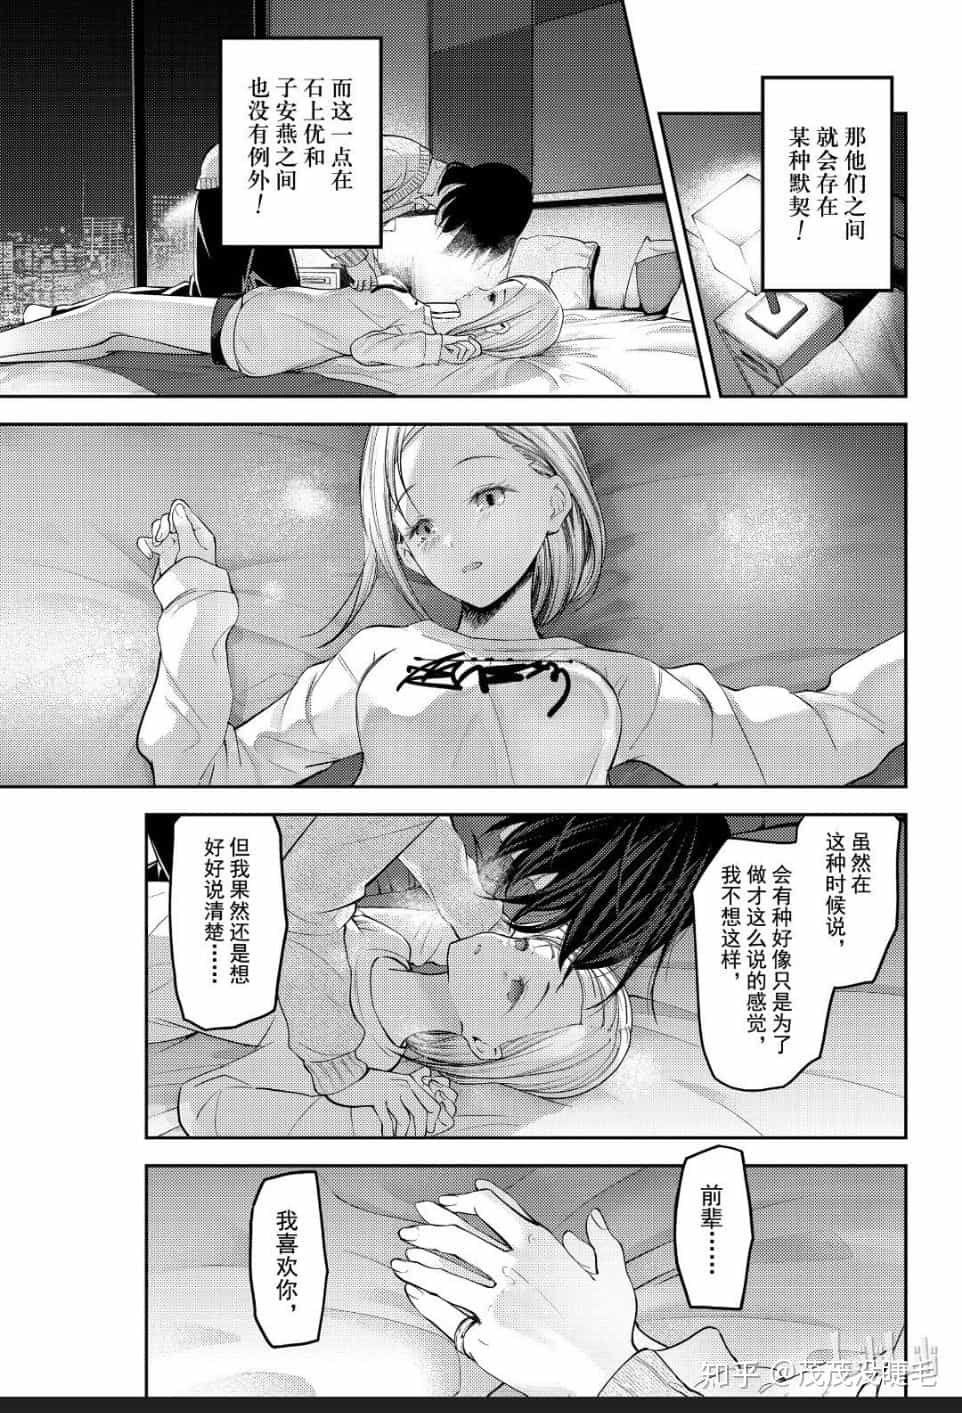 那他们之间
就会存在
某种默契！
而这一点在
石上优和
子安燕之间
也没有例外！
虽然在
这种时候说，
会有种好像只是为了
做才这么说的感觉，
我不想这样，
但我果然还是想
好好说清楚……
前辈……
我喜欢你，
知乎 @茂茂没睫毛